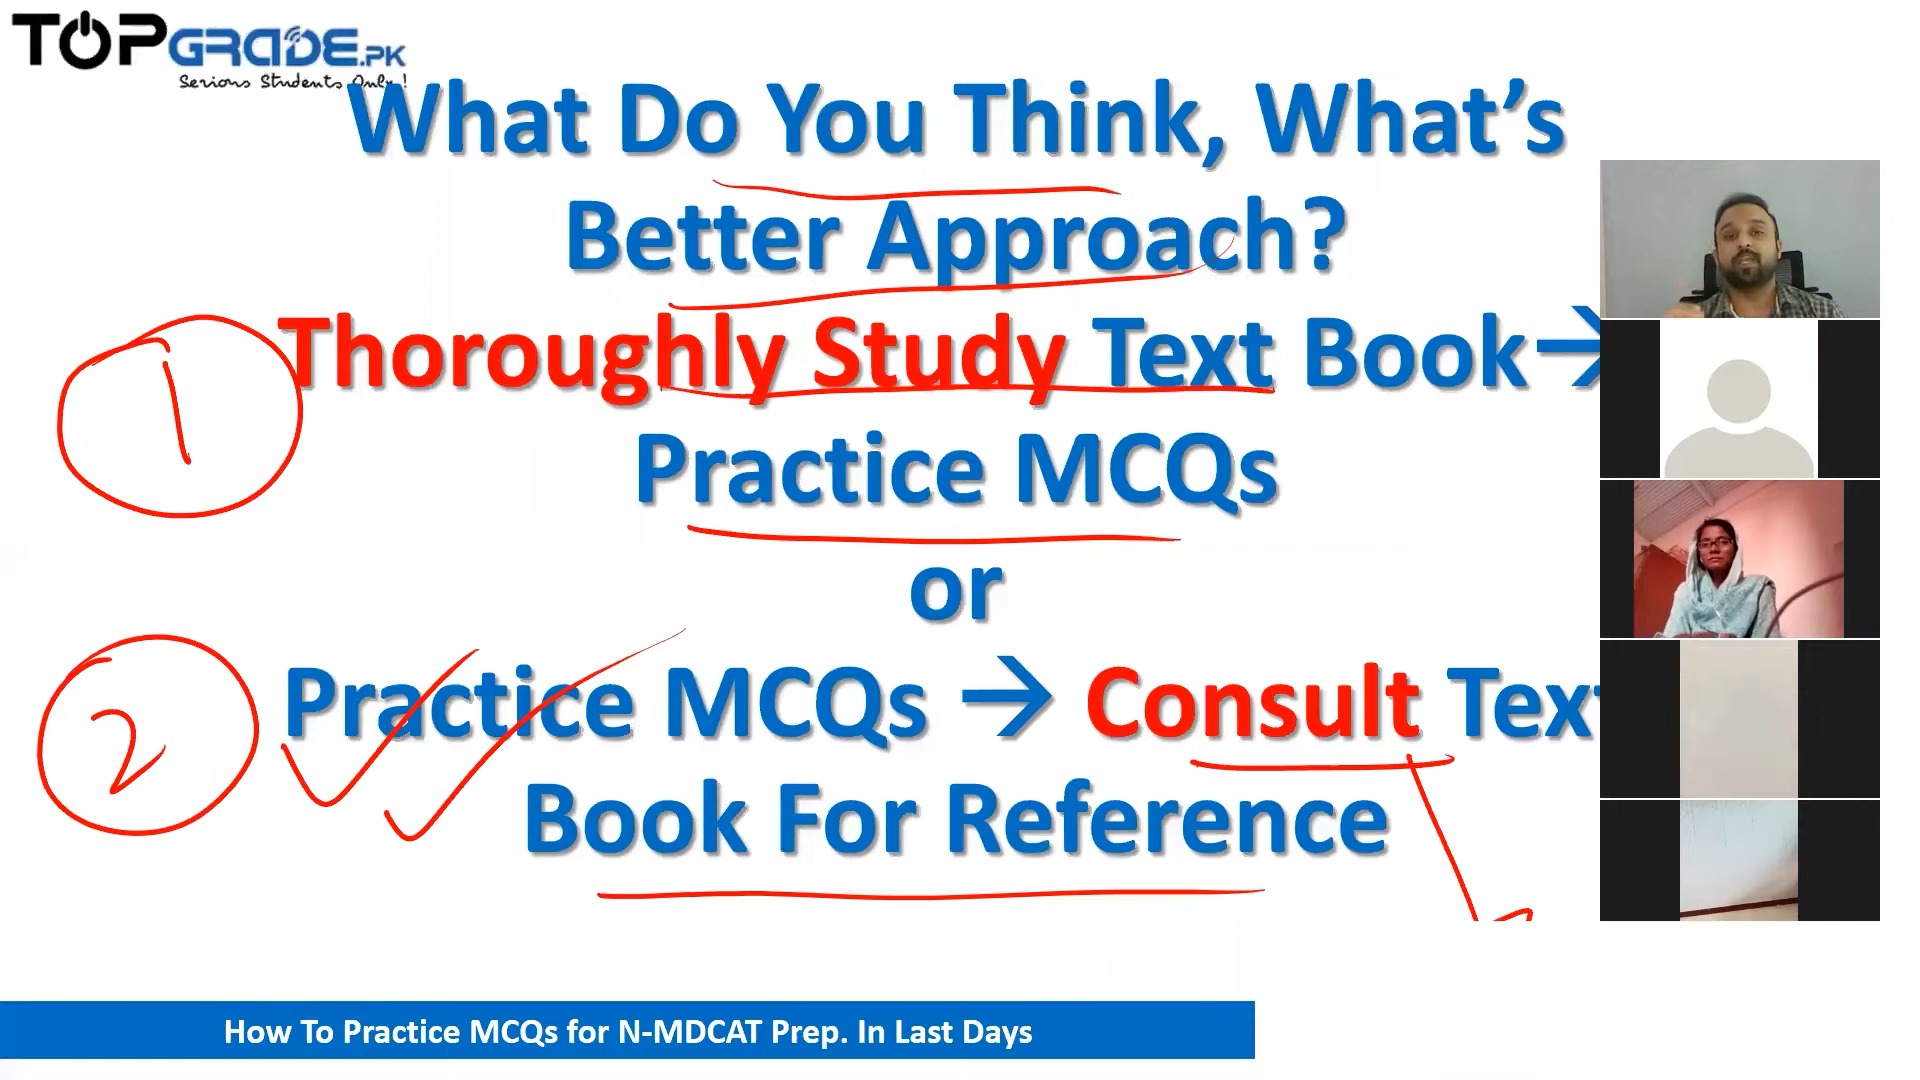 TOPGRADE.PK
Serious Students Only!
What Do You Think, What's
Better Approach?
Thoroughly Study Text Book→
Practice MCQs
or
Practice MCQs → Consult Tex
Book For Reference
1
2
How To Practice MCQs for N-MDCAT Prep. In Last Days